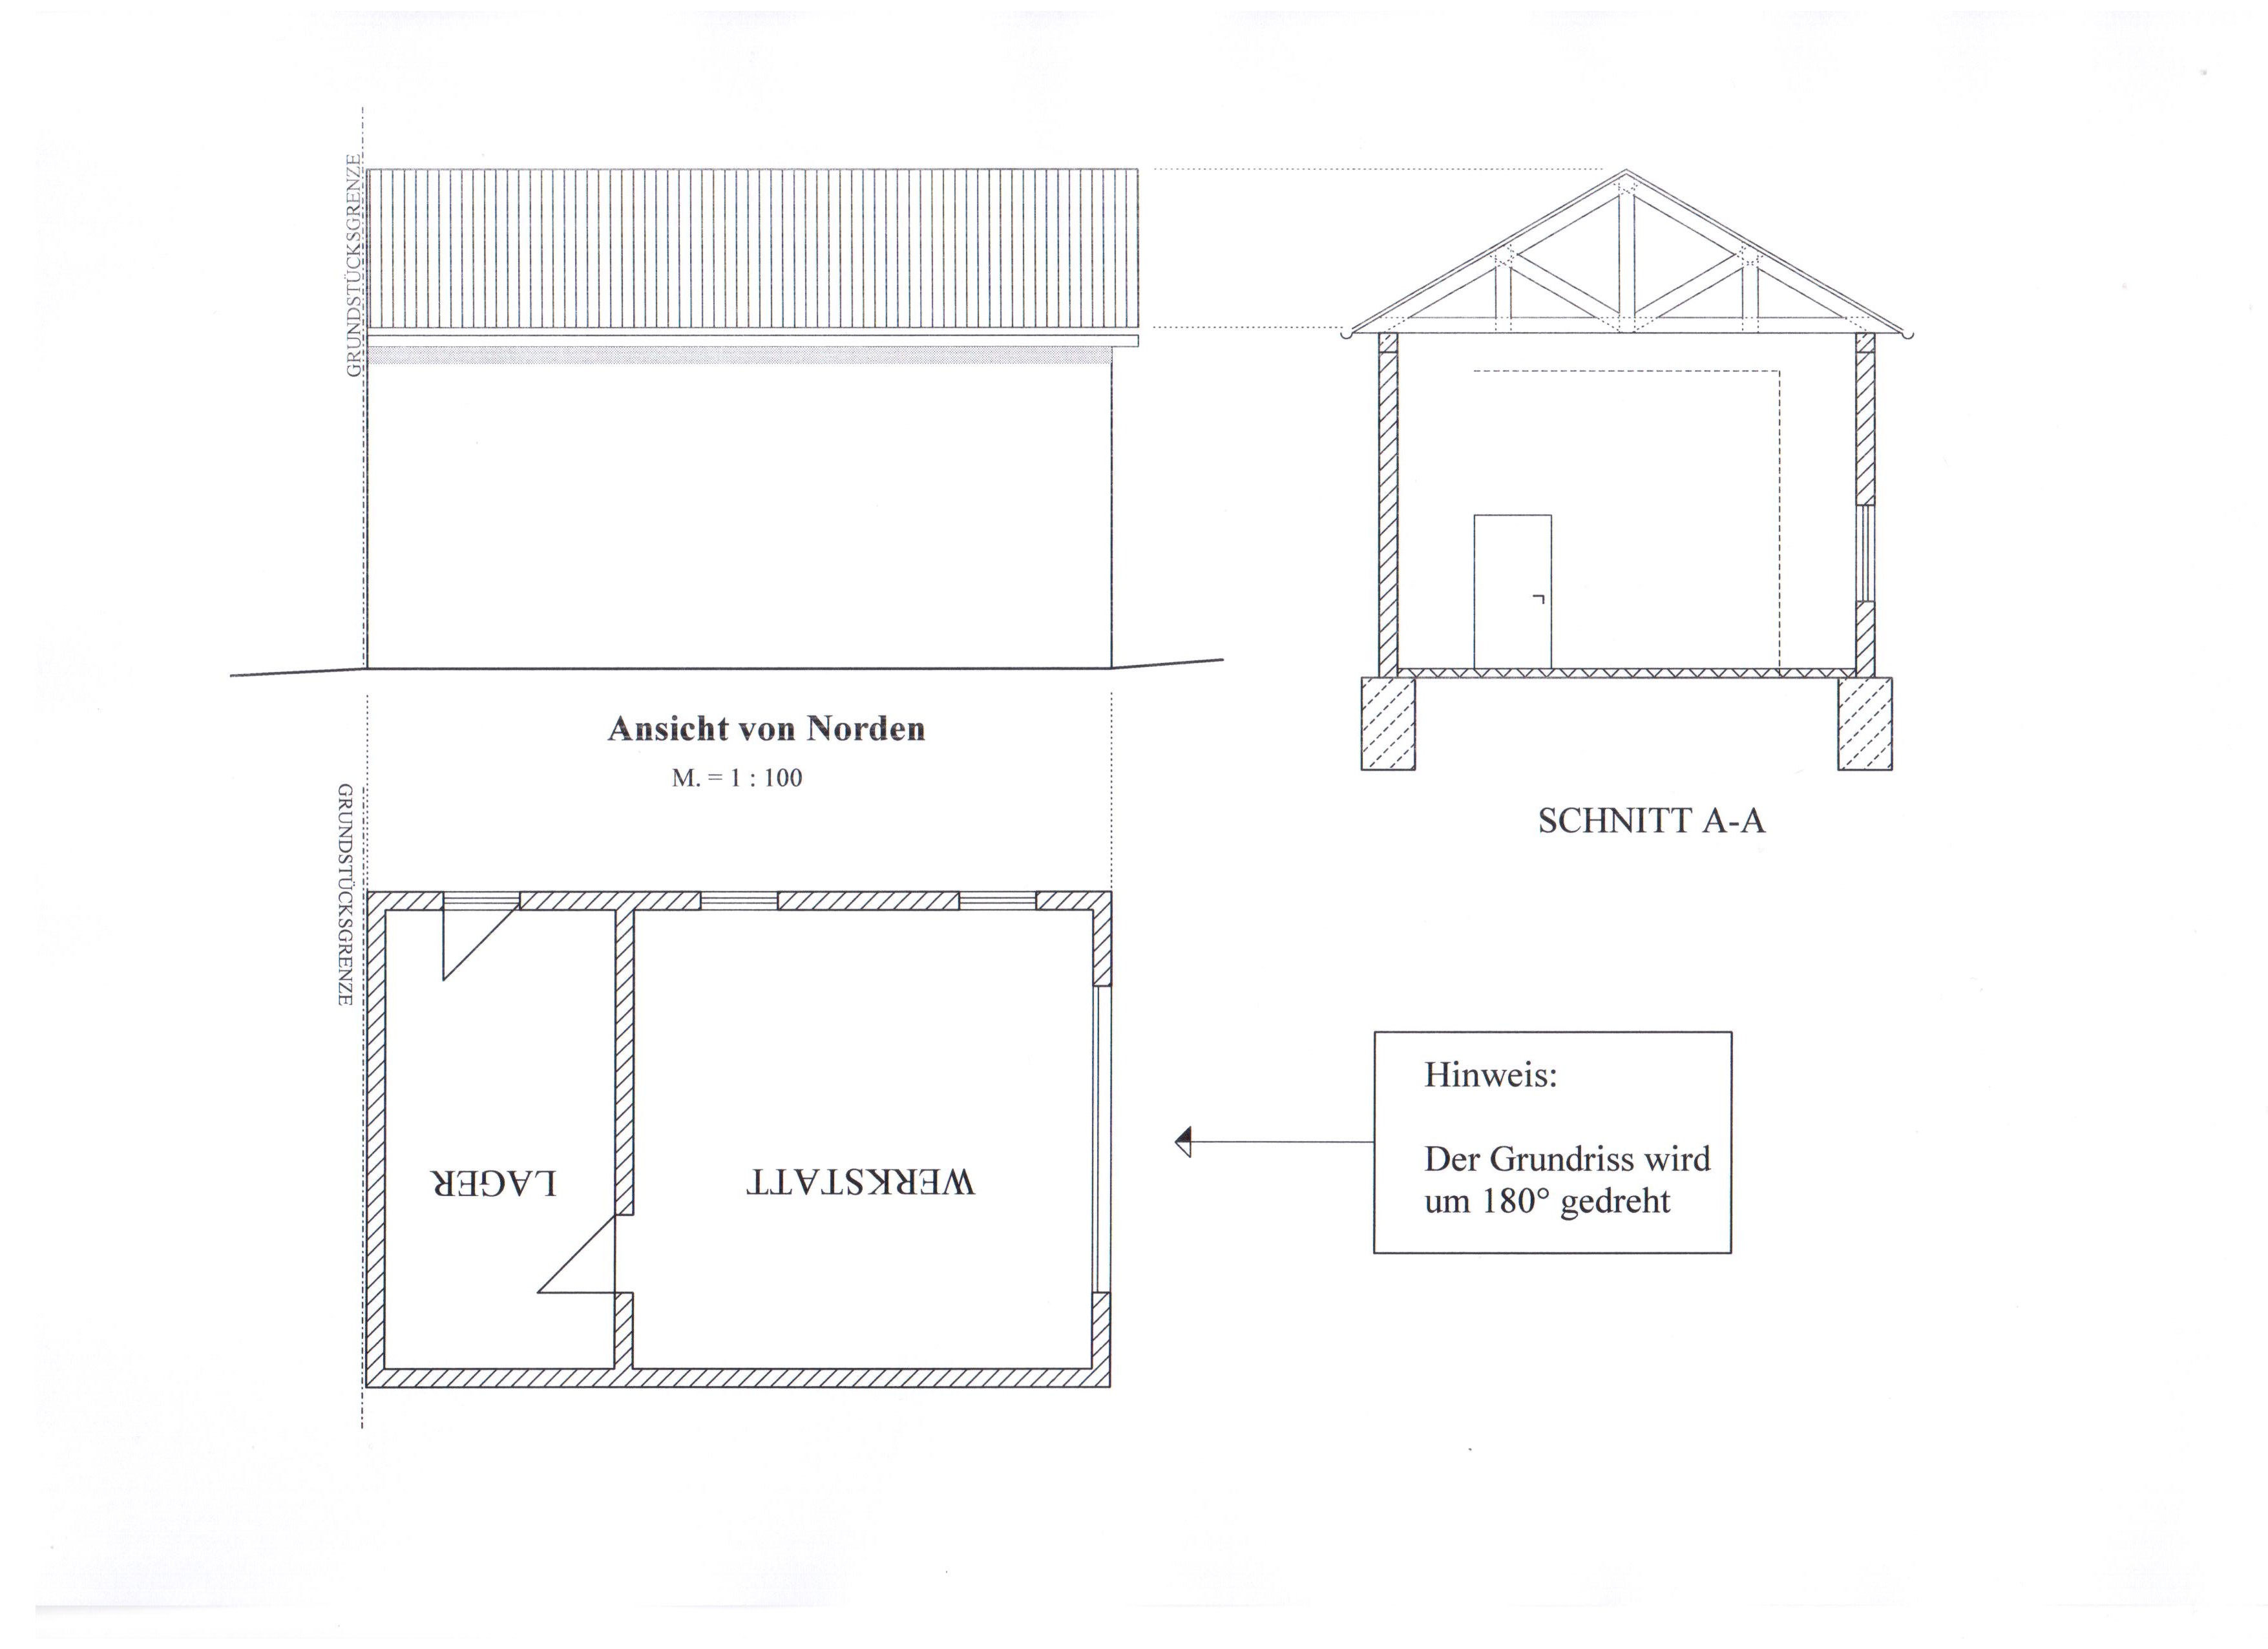 GRUNDSTÜCKSGRENZE
Ansicht von Norden
M. = 1 : 100
SCHNITT A-A
GRUNDSTÜCKSGRENZE
LAGER
WERKSTATT
Hinweis:
Der Grundriss wird
um 180° gedreht